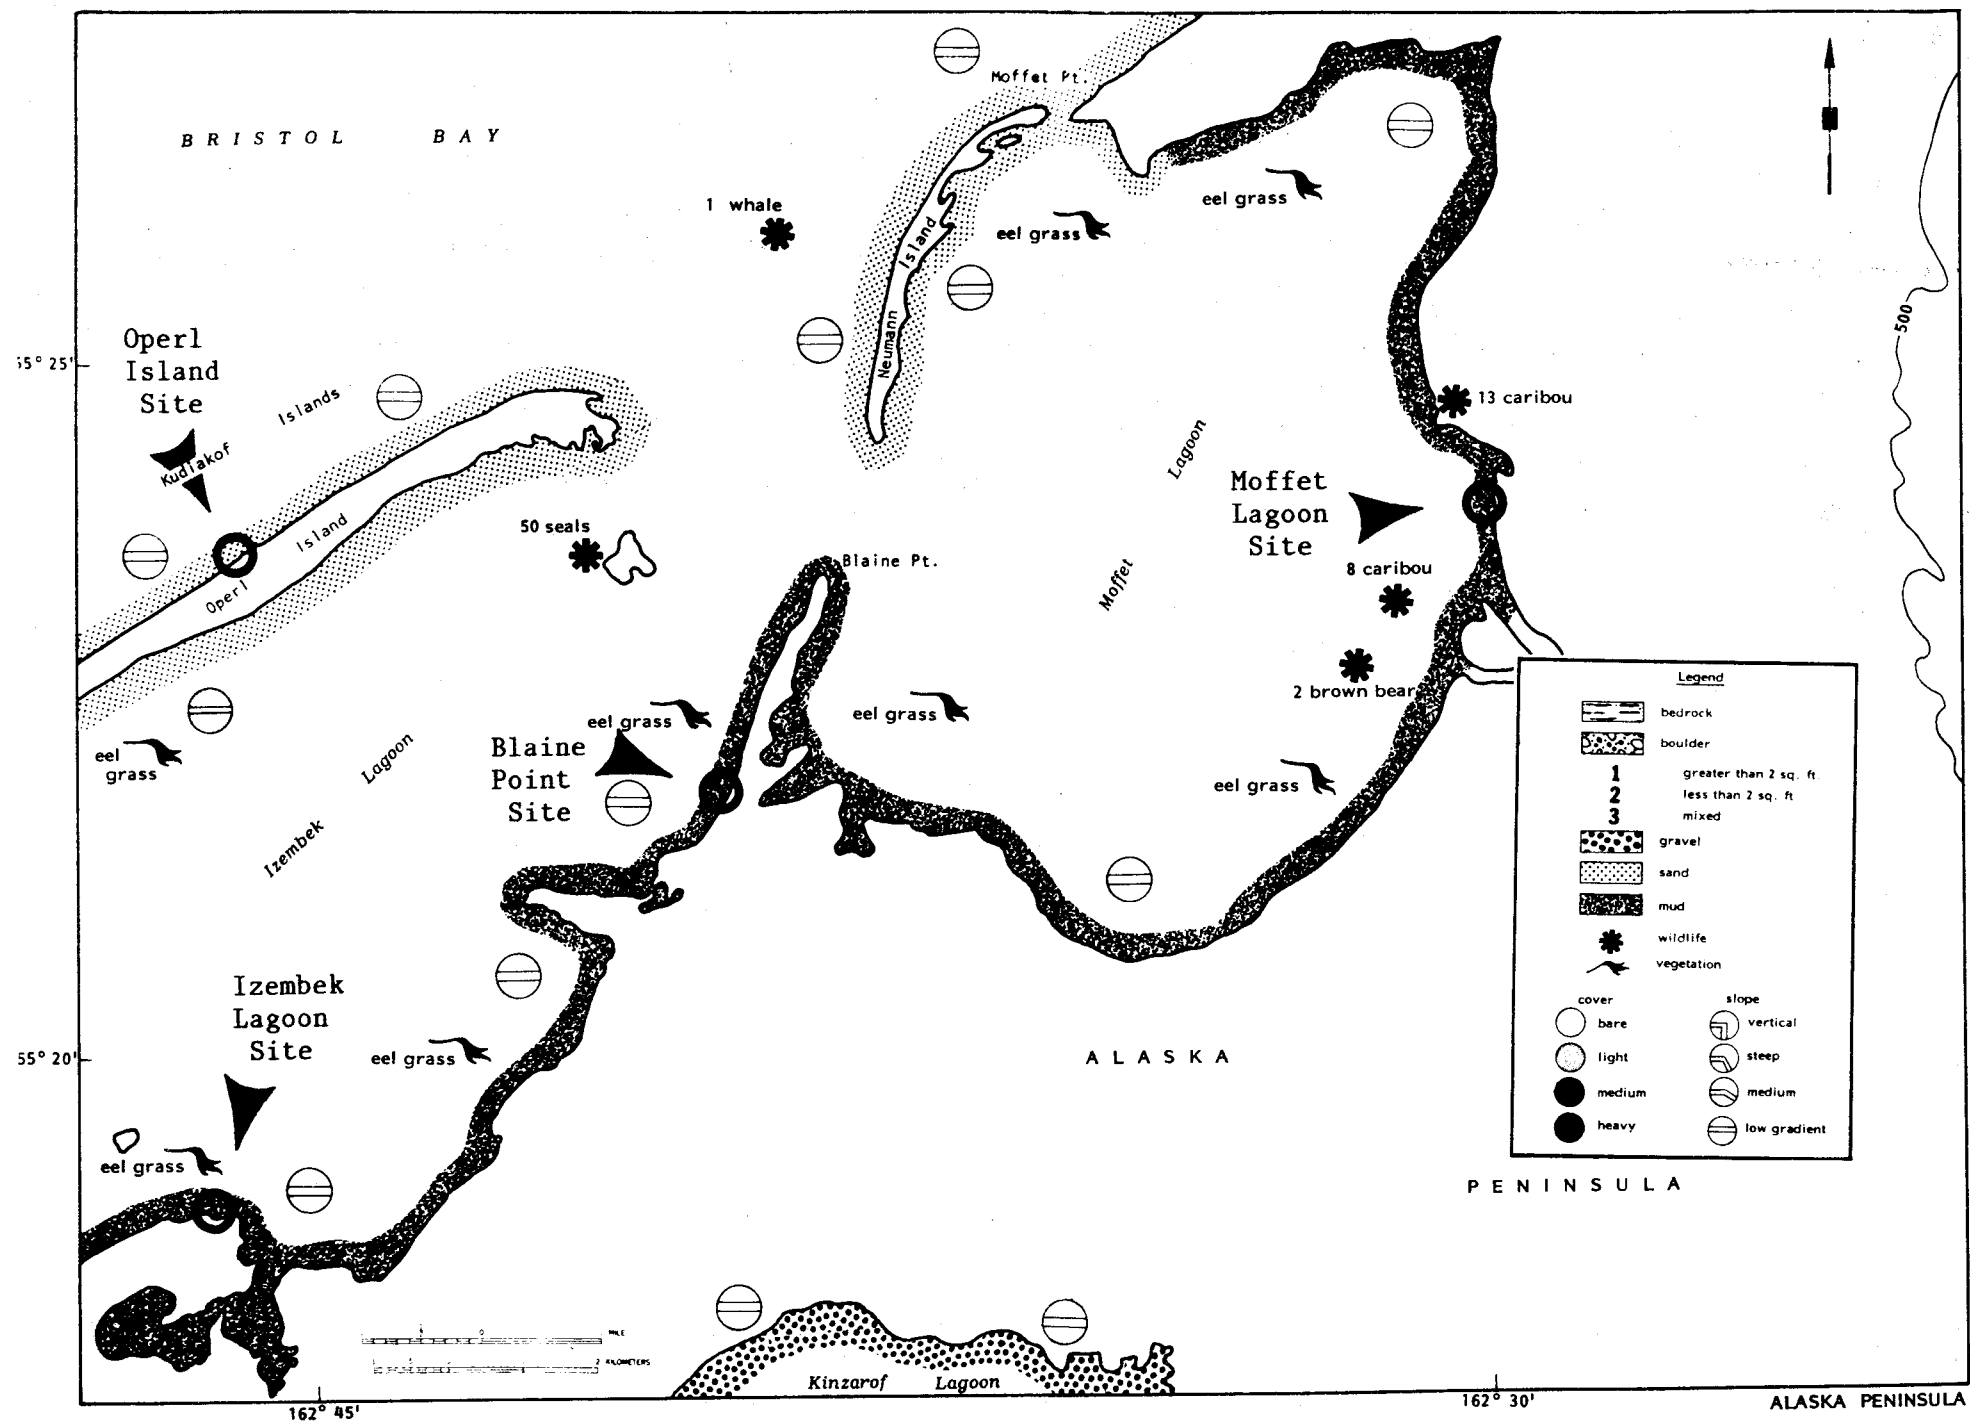 Moffet Pt.
BRISTOL BAY
1 whale
eel grass
eel grass
Island
Neumann
500
55° 25'
Operl
Island
Site
Islands
Kudiakof
13 caribou
Lagoon
Moffet
Moffet
Lagoon
Site
Island
Operl
50 seals
Blaine Pt.
8 caribou
2 brown bear
eel grass
eel grass
eel grass
eel
grass
Lagoon
Izembek
Blaine
Point
Site
Legend
bedrock
boulder
1 greater than 2 sq. ft.
2 less than 2 sq. ft
3 mixed
gravel
sand
mud
wildlife
vegetation
cover slope
bare vertical
light steep
medium medium
heavy low gradient
Izembek
Lagoon
Site
eel grass
55° 20'
ALASKA
eel grass
PENINSULA
MILE
2 KILOMETERS
Kinzarof Lagoon
162° 45'
162° 30'
ALASKA PENINSULA